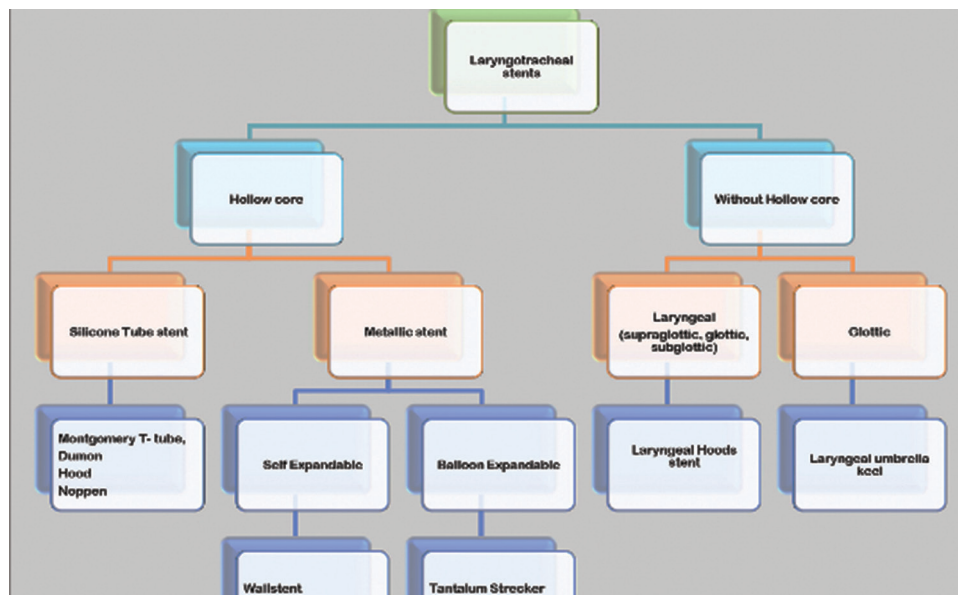 Laryngotracheal
stents
Hollow core
Without Hollow core
Silicone Tube stent
Metallic stent
Laryngeal
(supraglottic, glottic,
subglottic)
Glottic
Montgomery T- tube,
Dumon
Hood
Noppen
Self Expandable
Balloon Expandable
Laryngeal Hoods
stent
Laryngeal umbrella
keel
Wallstent
Tantalum Strecker